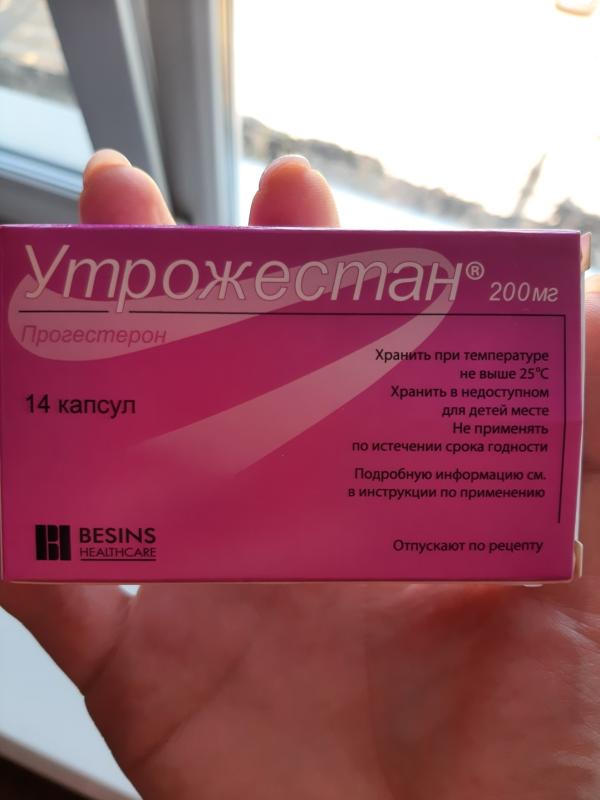 Утрожестан® 200мг
Прогестерон
14 капсул
Хранить при температуре
не выше 25°С
Хранить в недоступном
для детей месте
Не применять
по истечении срока годности
Подробную информацию см.
в инструкции по применению
BESINS
HEALTHCARE
Отпускают по рецепту